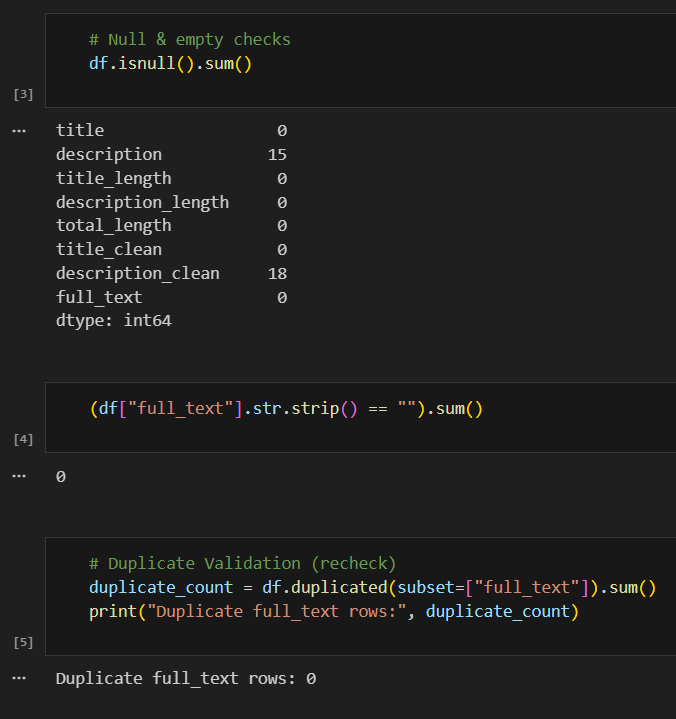 # Null & empty checks
df.isnull().sum()
[3]
...
title 0
description 15
title_length 0
description_length 0
total_length 0
title_clean 0
description_clean 18
full_text 0
dtype: int64
(df["full_text"].str.strip() == "").sum()
[4]
...
0
# Duplicate Validation (recheck)
duplicate_count = df.duplicated(subset=["full_text"]).sum()
print("Duplicate full_text rows:", duplicate_count)
[5]
...
Duplicate full_text rows: 0